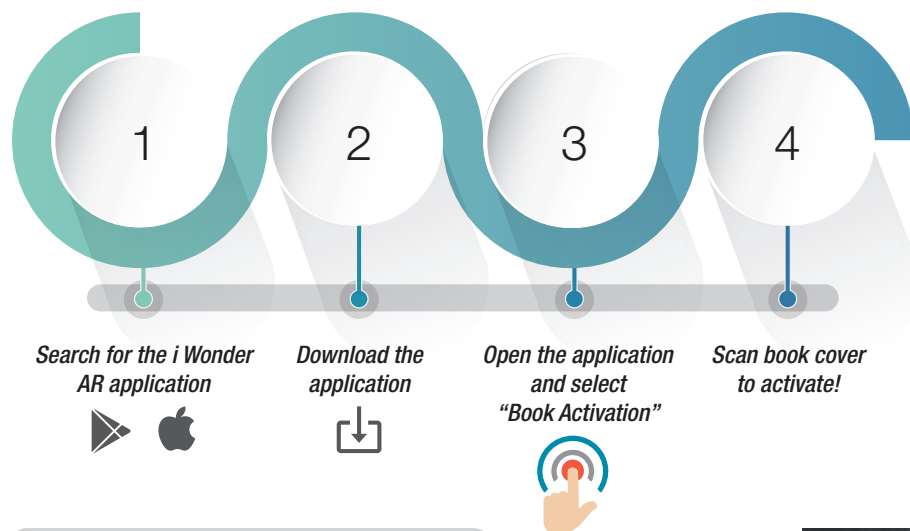 1
2
3
4
Search for the i Wonder
AR application
Download the
application
Open the application
and select
“Book Activation”
Scan book cover
to activate!